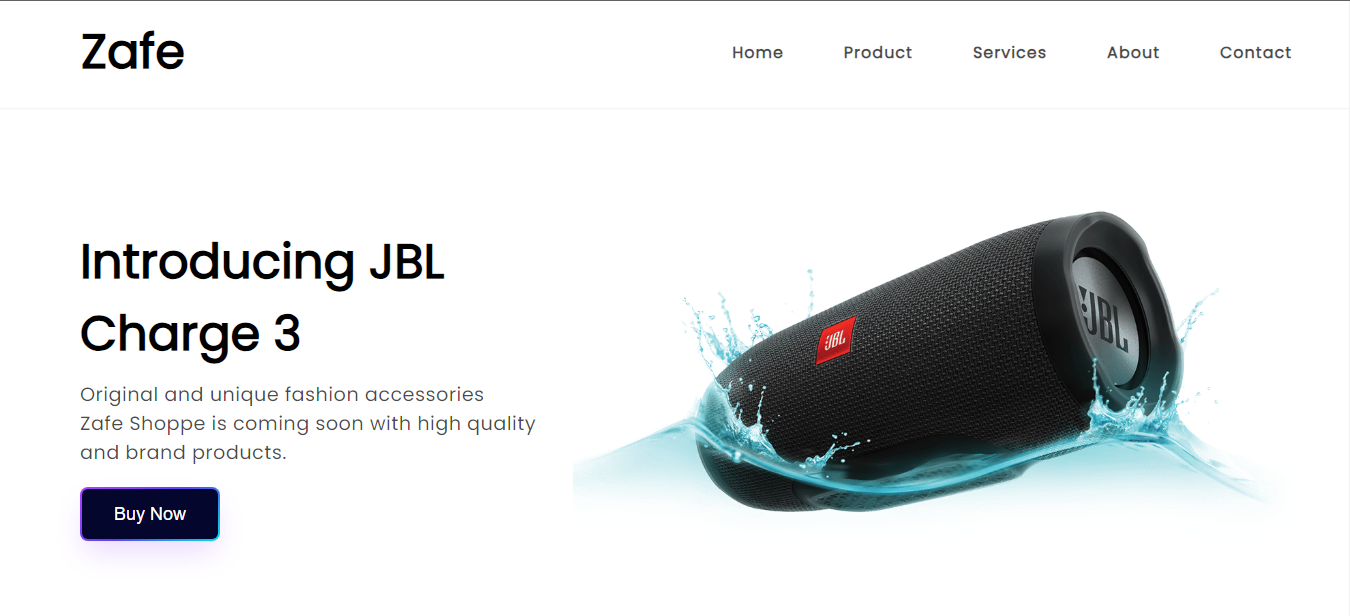 Zafe
Home Product Services About Contact
Introducing JBL
Charge 3
Original and unique fashion accessories
Zafe Shoppe is coming soon with high quality
and brand products.
Buy Now
JBL
JBL